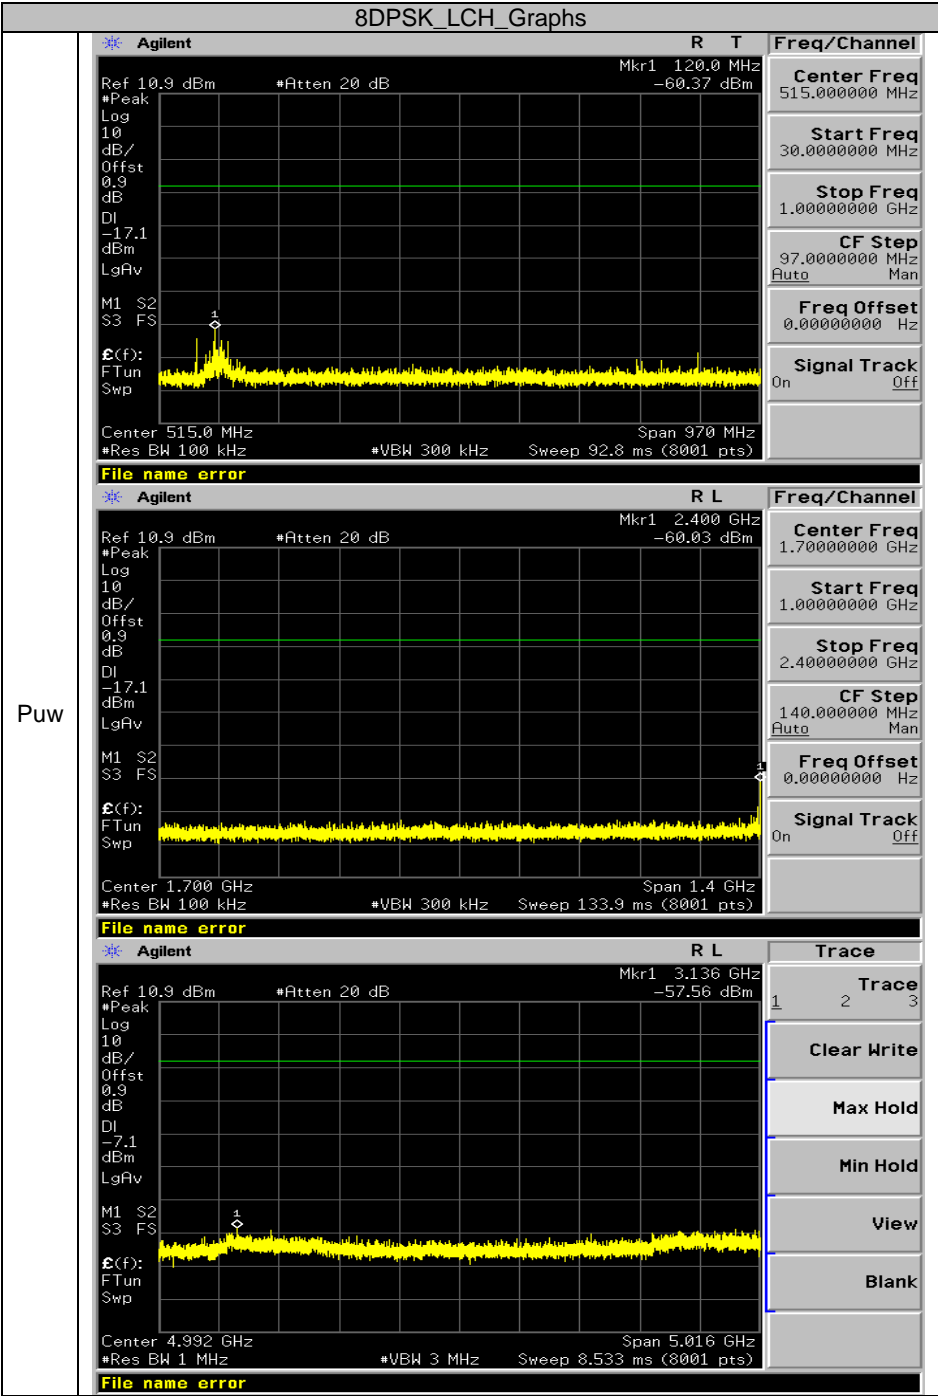 8DPSK_LCH_Graphs
Puw
Agilent R T Freq/Channel
Mkr1 120.0 MHz
Ref 10.9 dBm #Atten 20 dB -60.37 dBm
#Peak
Log
10
dB/
Offst
0.9
dB
DI
-17.1
dBm
LgAv
M1 S2
S3 FS
£(f):
FTun
Swp
1
Center 515.0 MHz Span 970 MHz
#Res BW 100 kHz #VBW 300 kHz Sweep 92.8 ms (8001 pts)
Center Freq
515.000000 MHz
Start Freq
30.0000000 MHz
Stop Freq
1.00000000 GHz
CF Step
97.0000000 MHz
Auto Man
Freq Offset
0.00000000 Hz
Signal Track
On Off
File name error
Agilent R L Freq/Channel
Mkr1 2.400 GHz
Ref 10.9 dBm #Atten 20 dB -60.03 dBm
#Peak
Log
10
dB/
Offst
0.9
dB
DI
-17.1
dBm
LgAv
M1 S2
S3 FS
£(f):
FTun
Swp
1
Center 1.700 GHz Span 1.4 GHz
#Res BW 100 kHz #VBW 300 kHz Sweep 133.9 ms (8001 pts)
Center Freq
1.70000000 GHz
Start Freq
1.00000000 GHz
Stop Freq
2.40000000 GHz
CF Step
140.000000 MHz
Auto Man
Freq Offset
0.00000000 Hz
Signal Track
On Off
File name error
Agilent R L Trace
Mkr1 3.136 GHz
Ref 10.9 dBm #Atten 20 dB -57.56 dBm
#Peak
Log
10
dB/
Offst
0.9
dB
DI
-7.1
dBm
LgAv
M1 S2
S3 FS
£(f):
FTun
Swp
1
Center 4.992 GHz Span 5.016 GHz
#Res BW 1 MHz #VBW 3 MHz Sweep 8.533 ms (8001 pts)
Trace
1 2 3
Clear Write
Max Hold
Min Hold
View
Blank
File name error